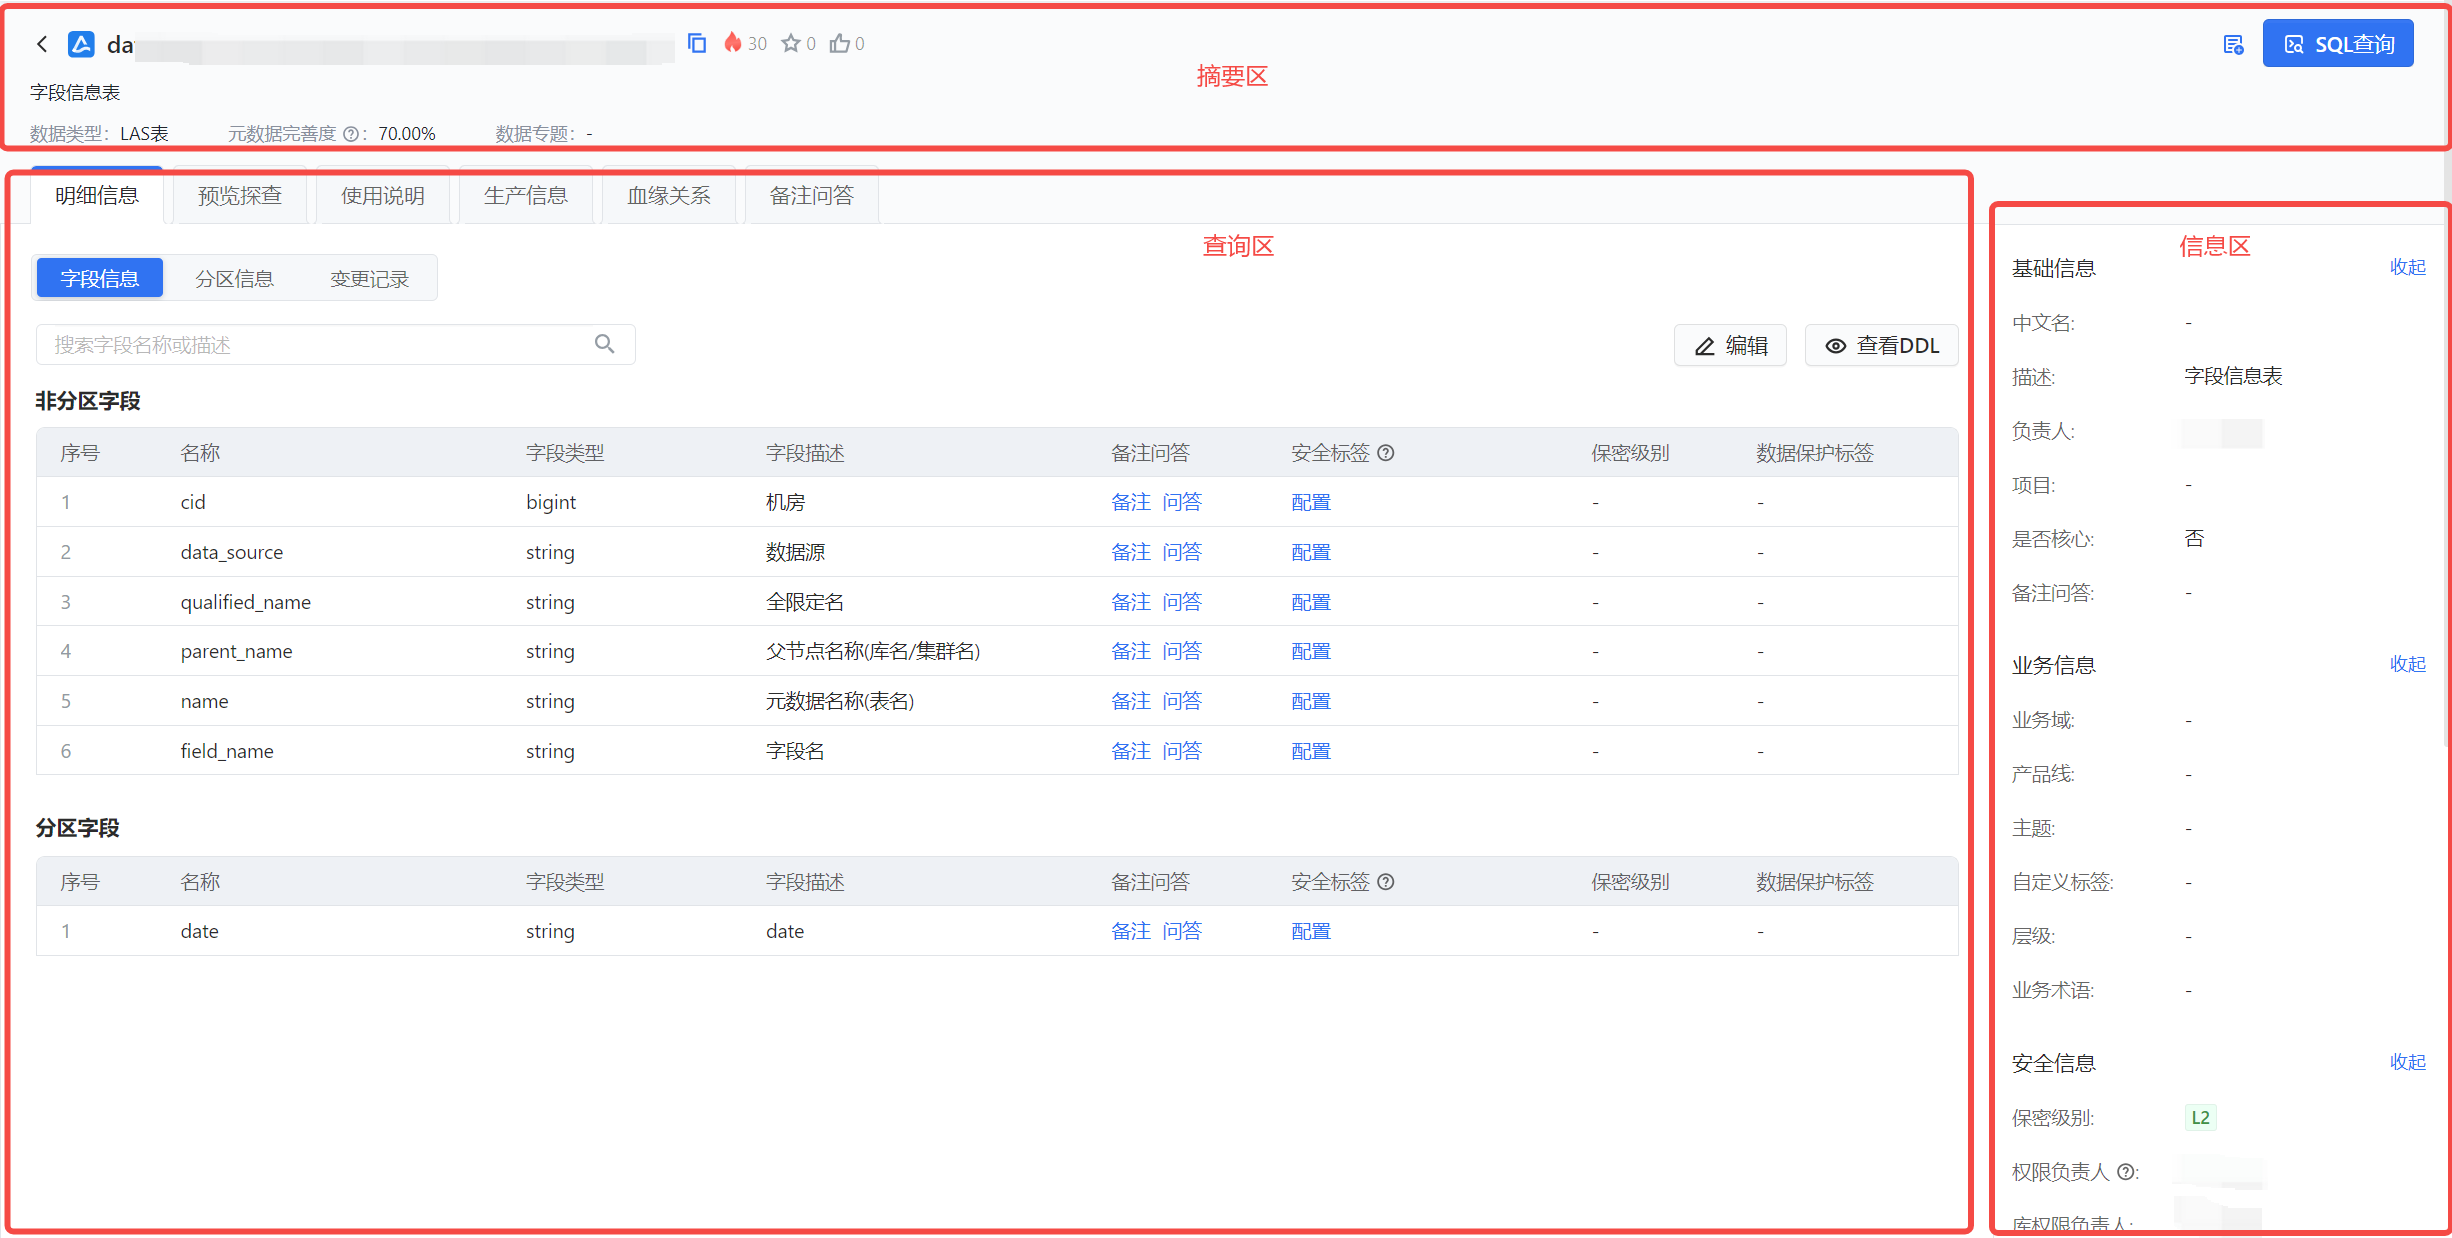 da
30
0
0
SQL查询
摘要区
字段信息表
数据类型: LAS表
元数据完善度 : 70.00%
数据专题: -
明细信息
预览探查
使用说明
生产信息
血缘关系
备注问答
查询区
字段信息 分区信息 变更记录
搜索字段名称或描述
编辑
查看DDL
非分区字段
序号 名称 字段类型 字段描述 备注问答 安全标签 保密级别 数据保护标签
1 cid bigint 机房 备注 问答 配置 - -
2 data_source string 数据源 备注 问答 配置 - -
3 qualified_name string 全限定名 备注 问答 配置 - -
4 parent_name string 父节点名称(库名/集群名) 备注 问答 配置 - -
5 name string 元数据名称(表名) 备注 问答 配置 - -
6 field_name string 字段名 备注 问答 配置 - -
分区字段
序号 名称 字段类型 字段描述 备注问答 安全标签 保密级别 数据保护标签
1 date string date 备注 问答 配置 - -
信息区
基础信息 收起
中文名: -
描述: 字段信息表
负责人:
项目: -
是否核心: 否
备注问答: -
业务信息 收起
业务域: -
产品线: -
主题: -
自定义标签: -
层级: -
业务术语: -
安全信息 收起
保密级别: L2
权限负责人 :
库权限负责人: